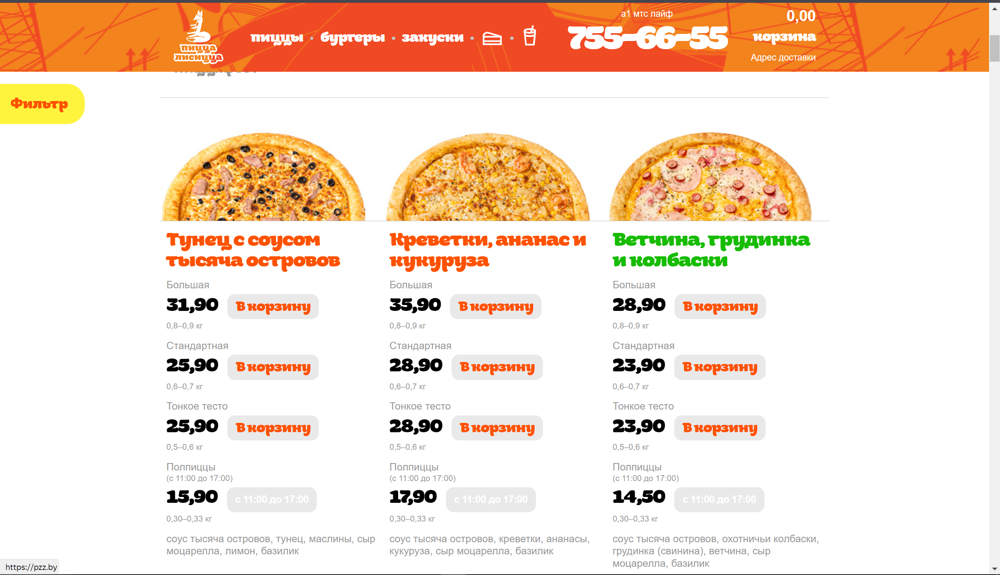 а1 мтс лайф
0,00
пиццы • бургеры • закуски
755-66-55
корзина
пицца
лисицца
Адрес доставки
Фильтр
Тунец с соусом
тысяча островов
Большая
31,90 В корзину
0,8–0,9 кг
Стандартная
25,90 В корзину
0,6–0,7 кг
Тонкое тесто
25,90 В корзину
0,5–0,6 кг
Полпиццы
(с 11:00 до 17:00)
15,90 с 11:00 до 17:00
0,30–0,33 кг
соус тысяча островов, тунец, маслины, сыр
моцарелла, лимон, базилик
Креветки, ананас и
кукуруза
Большая
35,90 В корзину
0,8–0,9 кг
Стандартная
28,90 В корзину
0,6–0,7 кг
Тонкое тесто
28,90 В корзину
0,5–0,6 кг
Полпиццы
(с 11:00 до 17:00)
17,90 с 11:00 до 17:00
0,30–0,33 кг
соус тысяча островов, креветки, ананасы,
кукуруза, сыр моцарелла, базилик
Ветчина, грудинка
и колбаски
Большая
28,90 В корзину
0,8–0,9 кг
Стандартная
23,90 В корзину
0,6–0,7 кг
Тонкое тесто
23,90 В корзину
0,5–0,6 кг
Полпиццы
(с 11:00 до 17:00)
14,50 с 11:00 до 17:00
0,30–0,33 кг
соус тысяча островов, охотничьи колбаски,
грудинка (свинина), ветчина, сыр
моцарелла, базилик
https://pzz.by